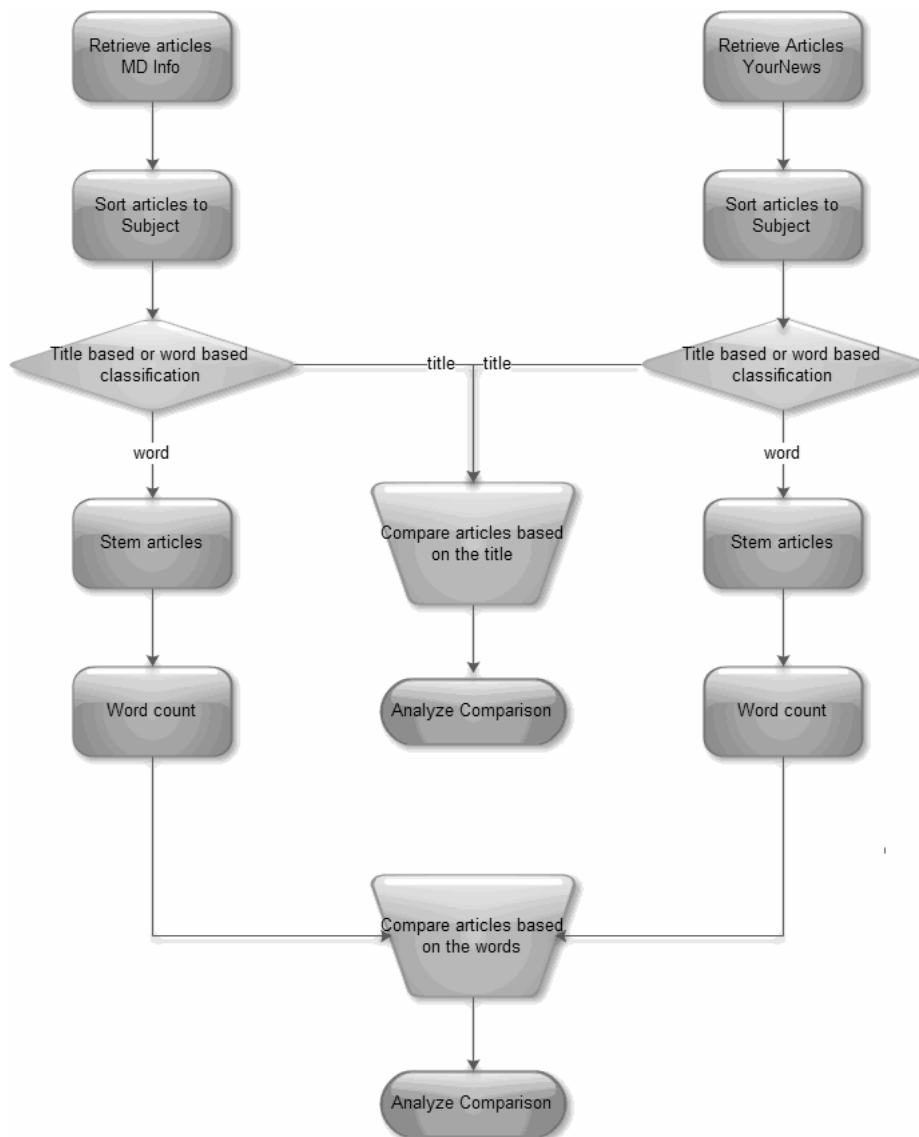 Retrieve articles
MD Info
Retrieve Articles
YourNews
Sort articles to
Subject
Sort articles to
Subject
Title based or word based
classification
title
title
Title based or word based
classification
word
word
Stem articles
Compare articles based
on the title
Stem articles
Word count
Analyze Comparison
Word count
Compare articles based
on the words
Analyze Comparison